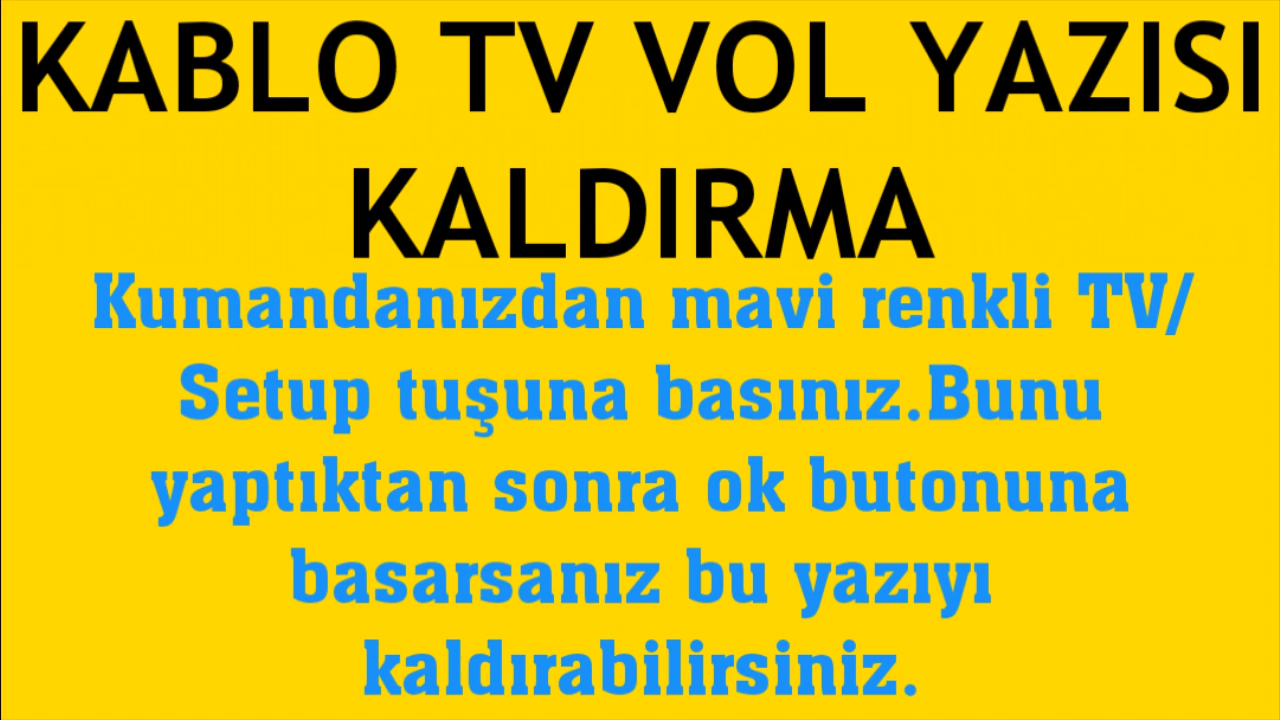 KABLO TV VOL YAZISI
KALDIRMA
Kumandanızdan mavi renkli TV/
Setup tuşuna basınız.Bunu
yaptıktan sonra ok butonuna
basarsanız bu yazıyı
kaldırabilirsiniz.